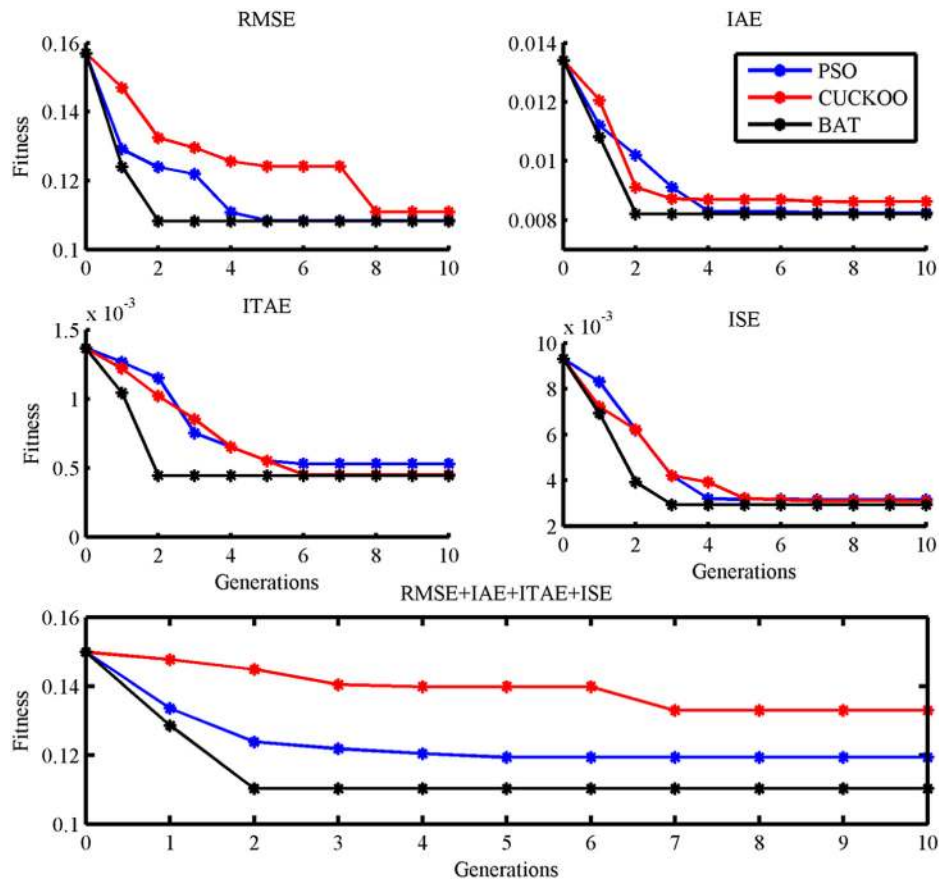 RMSE
0.16
0.14
0.12
0.1
Fitness
0 2 4 6 8 10
IAE
0.014
0.012
0.01
0.008
0 2 4 6 8 10
PSO
CUCKOO
BAT
ITAE
x 10^-3
1.5
1
0.5
0
Fitness
0 2 4 6 8 10
Generations
ISE
x 10^-3
10
8
6
4
2
0 2 4 6 8 10
Generations
RMSE+IAE+ITAE+ISE
0.16
0.14
0.12
0.1
Fitness
0 1 2 3 4 5 6 7 8 9 10
Generations